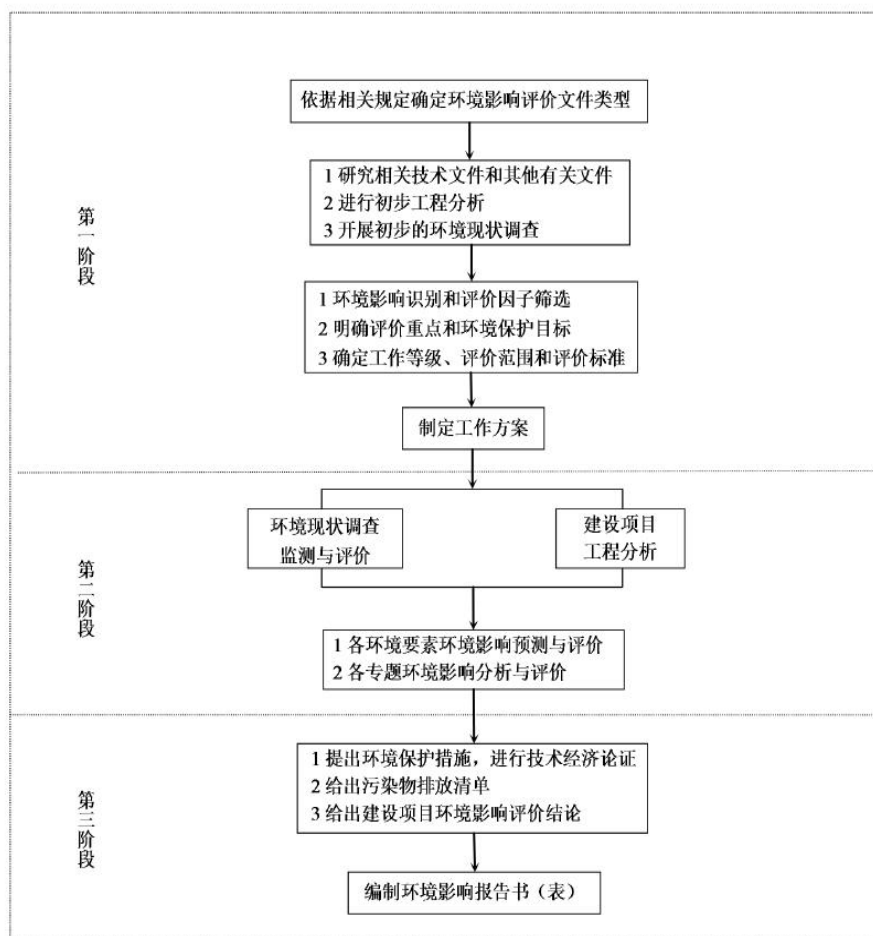 依据相关规定确定环境影响评价文件类型
1 研究相关技术文件和其他有关文件
2 进行初步工程分析
3 开展初步的环境现状调查
第一阶段
1 环境影响识别和评价因子筛选
2 明确评价重点和环境保护目标
3 确定工作等级、评价范围和评价标准
制定工作方案
环境现状调查
监测与评价
建设项目
工程分析
第二阶段
1 各环境要素环境影响预测与评价
2 各专题环境影响分析与评价
1 提出环境保护措施，进行技术经济论证
2 给出污染物排放清单
3 给出建设项目环境影响评价结论
第三阶段
编制环境影响报告书（表）